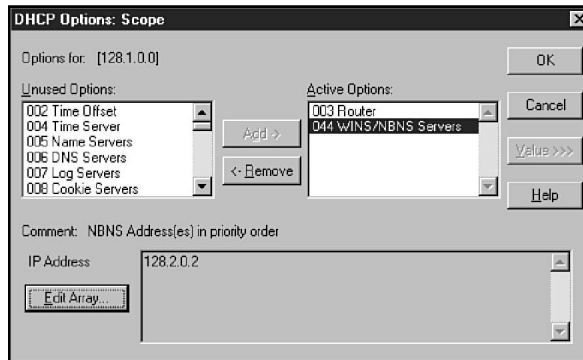 DHCP Options: Scope
Options for: [128.1.0.0]
OK
Unused Options:
Active Options:
002 Time Offset
004 Time Server
005 Name Servers
006 DNS Servers
007 Log Servers
008 Cookie Servers
Add ->
<- Remove
003 Router
044 WINS/NBNS Servers
Cancel
Value >>>
Help
Comment: NBNS Address(es) in priority order
IP Address
128.2.0.2
Edit Array...